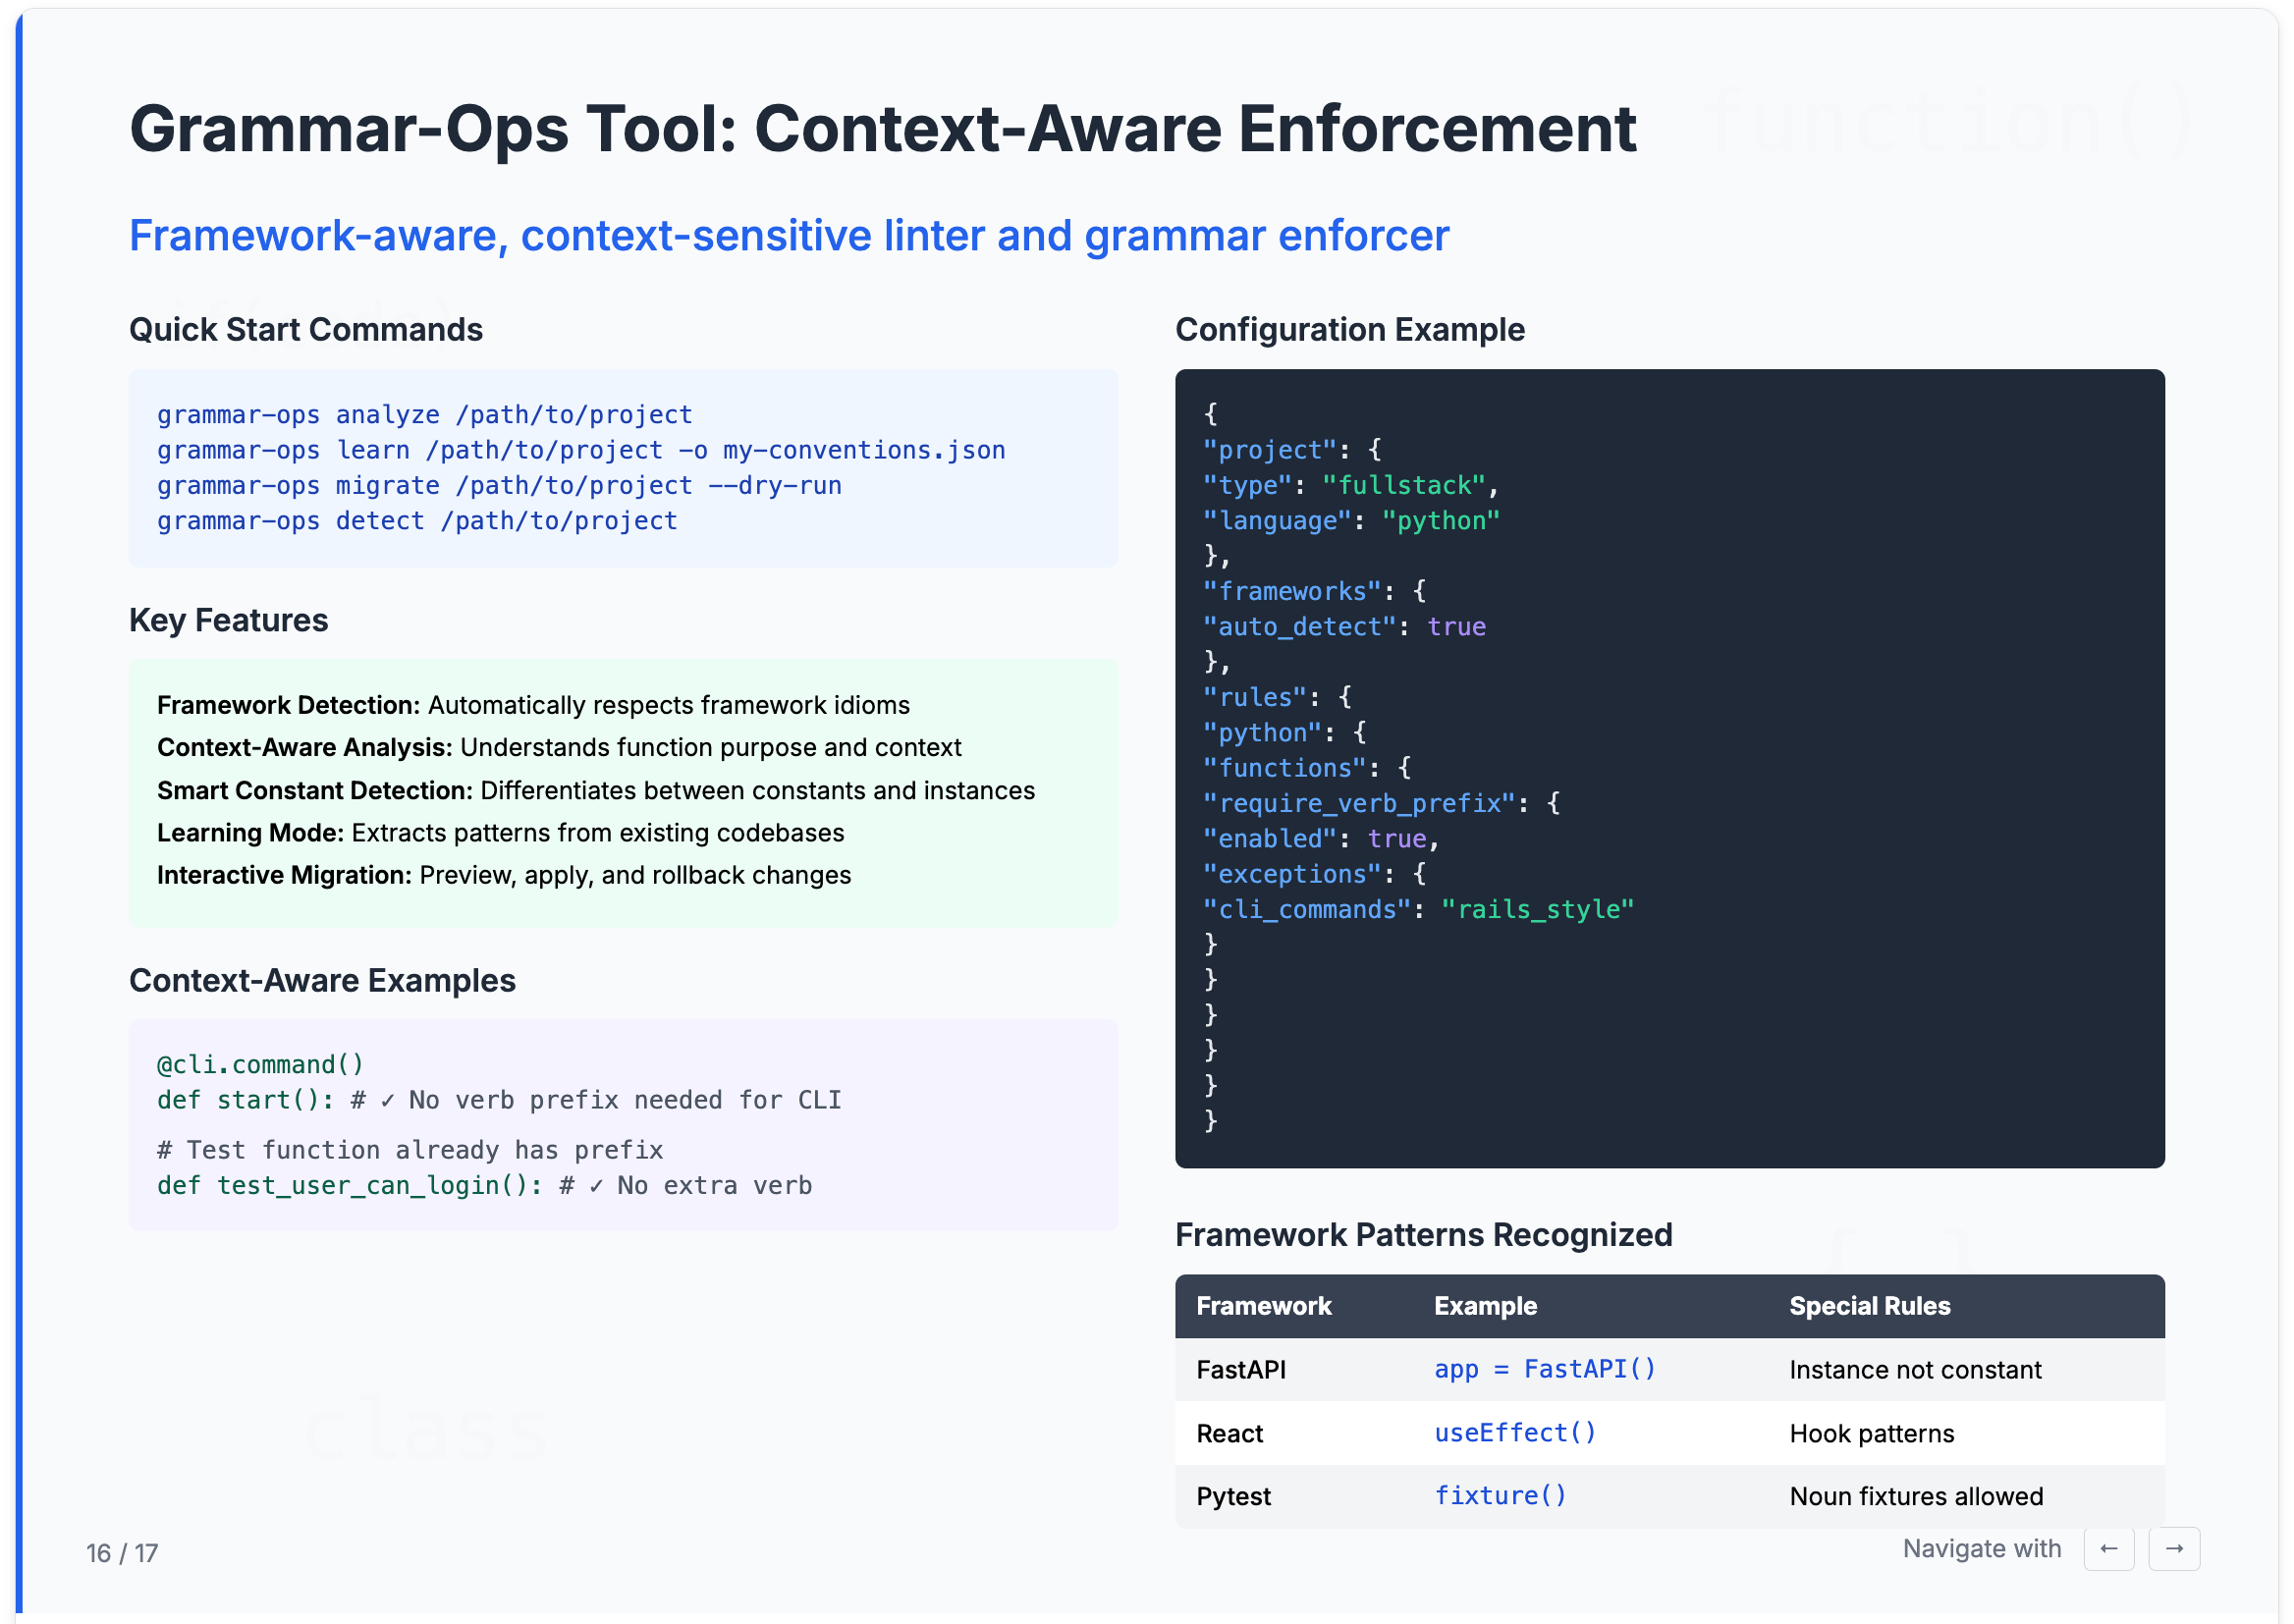 Grammar-Ops Tool: Context-Aware Enforcement
function()
Framework-aware, context-sensitive linter and grammar enforcer
Quick Start Commands
grammar-ops analyze /path/to/project
grammar-ops learn /path/to/project -o my-conventions.json
grammar-ops migrate /path/to/project --dry-run
grammar-ops detect /path/to/project
Key Features
Framework Detection: Automatically respects framework idioms
Context-Aware Analysis: Understands function purpose and context
Smart Constant Detection: Differentiates between constants and instances
Learning Mode: Extracts patterns from existing codebases
Interactive Migration: Preview, apply, and rollback changes
Context-Aware Examples
@cli.command()
def start(): # ✓ No verb prefix needed for CLI
# Test function already has prefix
def test_user_can_login(): # ✓ No extra verb
class
Configuration Example
{
"project": {
"type": "fullstack",
"language": "python"
},
"frameworks": {
"auto_detect": true
},
"rules": {
"python": {
"functions": {
"require_verb_prefix": {
"enabled": true,
"exceptions": {
"cli_commands": "rails_style"
}
}
}
}
}
}
Framework Patterns Recognized
Framework Example Special Rules
FastAPI app = FastAPI() Instance not constant
React useEffect() Hook patterns
Pytest fixture() Noun fixtures allowed
16 / 17
Navigate with ← →